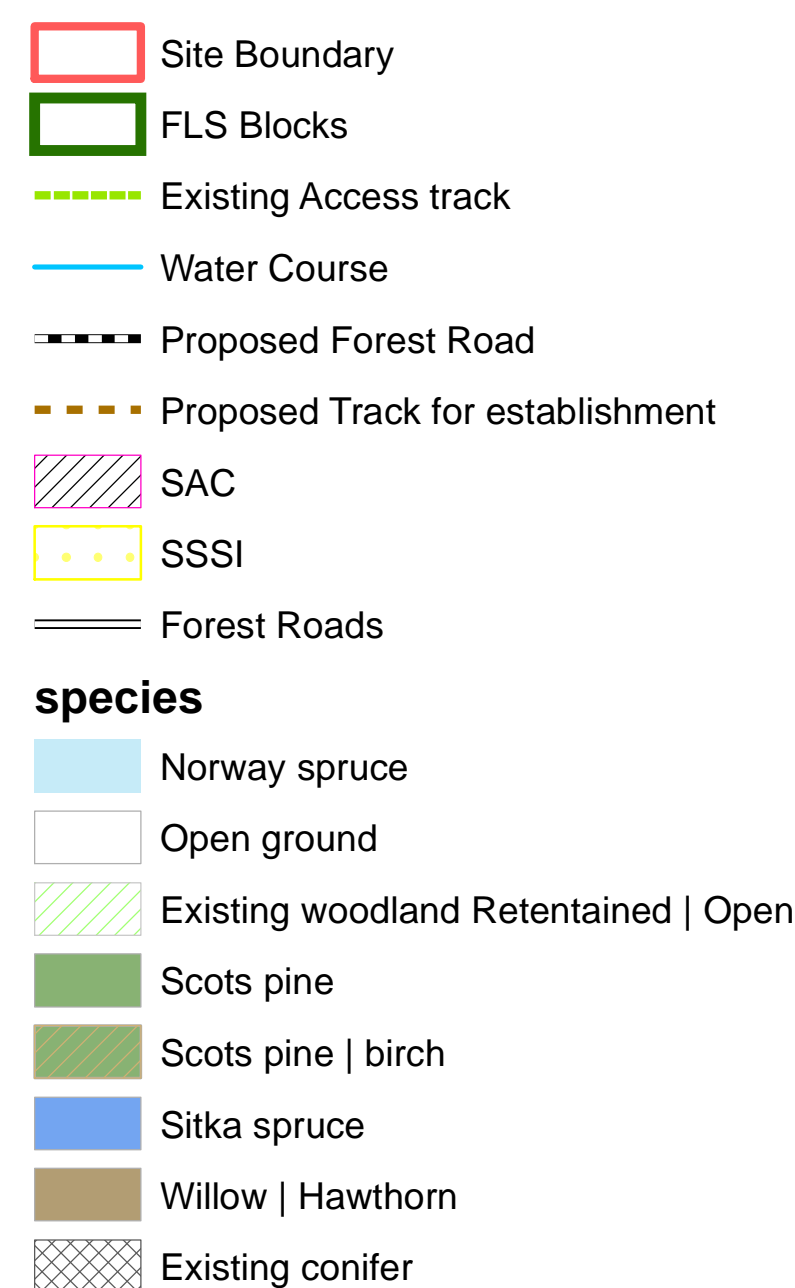 Site Boundary
FLS Blocks
Existing Access track
Water Course
Proposed Forest Road
Proposed Track for establishment
SAC
SSSI
Forest Roads
species
Norway spruce
Open ground
Existing woodland Retentained | Open
Scots pine
Scots pine | birch
Sitka spruce
Willow | Hawthorn
Existing conifer